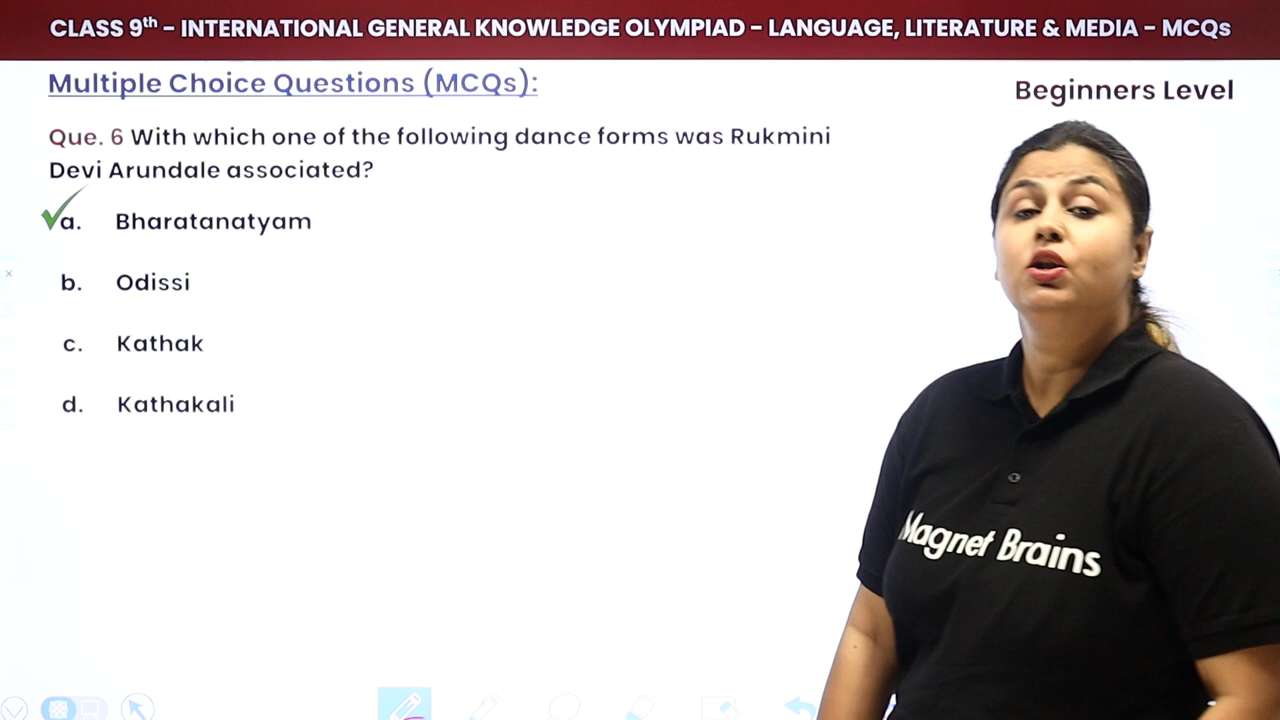 CLASS 9th - INTERNATIONAL GENERAL KNOWLEDGE OLYMPIAD - LANGUAGE, LITERATURE & MEDIA - MCQs
Multiple Choice Questions (MCQs):
Beginners Level
Que. 6 With which one of the following dance forms was Rukmini
Devi Arundale associated?
a. Bharatanatyam
b. Odissi
c. Kathak
d. Kathakali
Magnet Brains